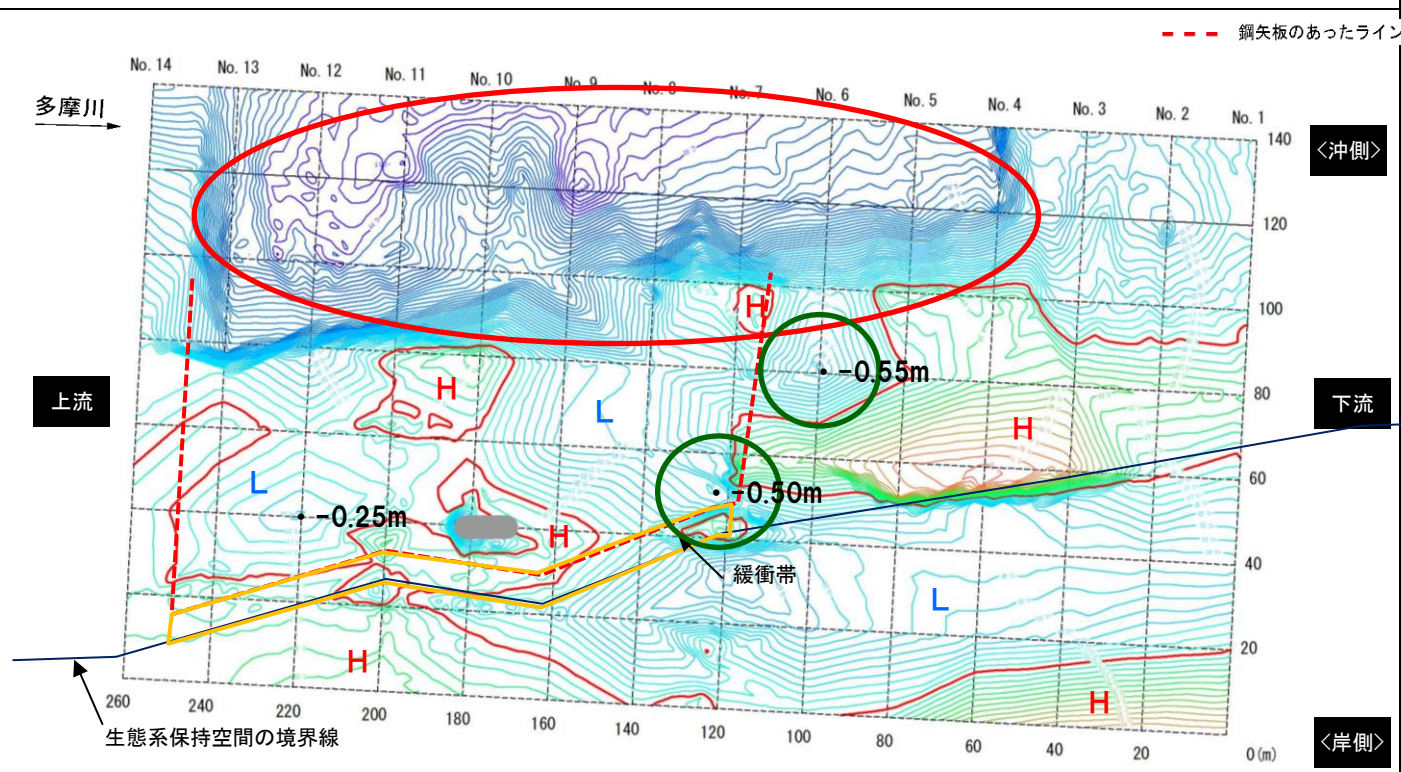 鋼矢板のあったライン
No. 14
No. 13
No. 12
No. 11
No. 10
No. 9
No. 8
No. 7
No. 6
No. 5
No. 4
No. 3
No. 2
No. 1
多摩川
140
<沖側>
120
100
H
-0.55m
80
上流
下流
H
L
H
60
L
-0.50m
-0.25m
H
40
緩衝帯
L
20
H
H
260
240
220
200
180
160
140
120
100
80
60
40
20
0(m)
生態系保持空間の境界線
<岸側>